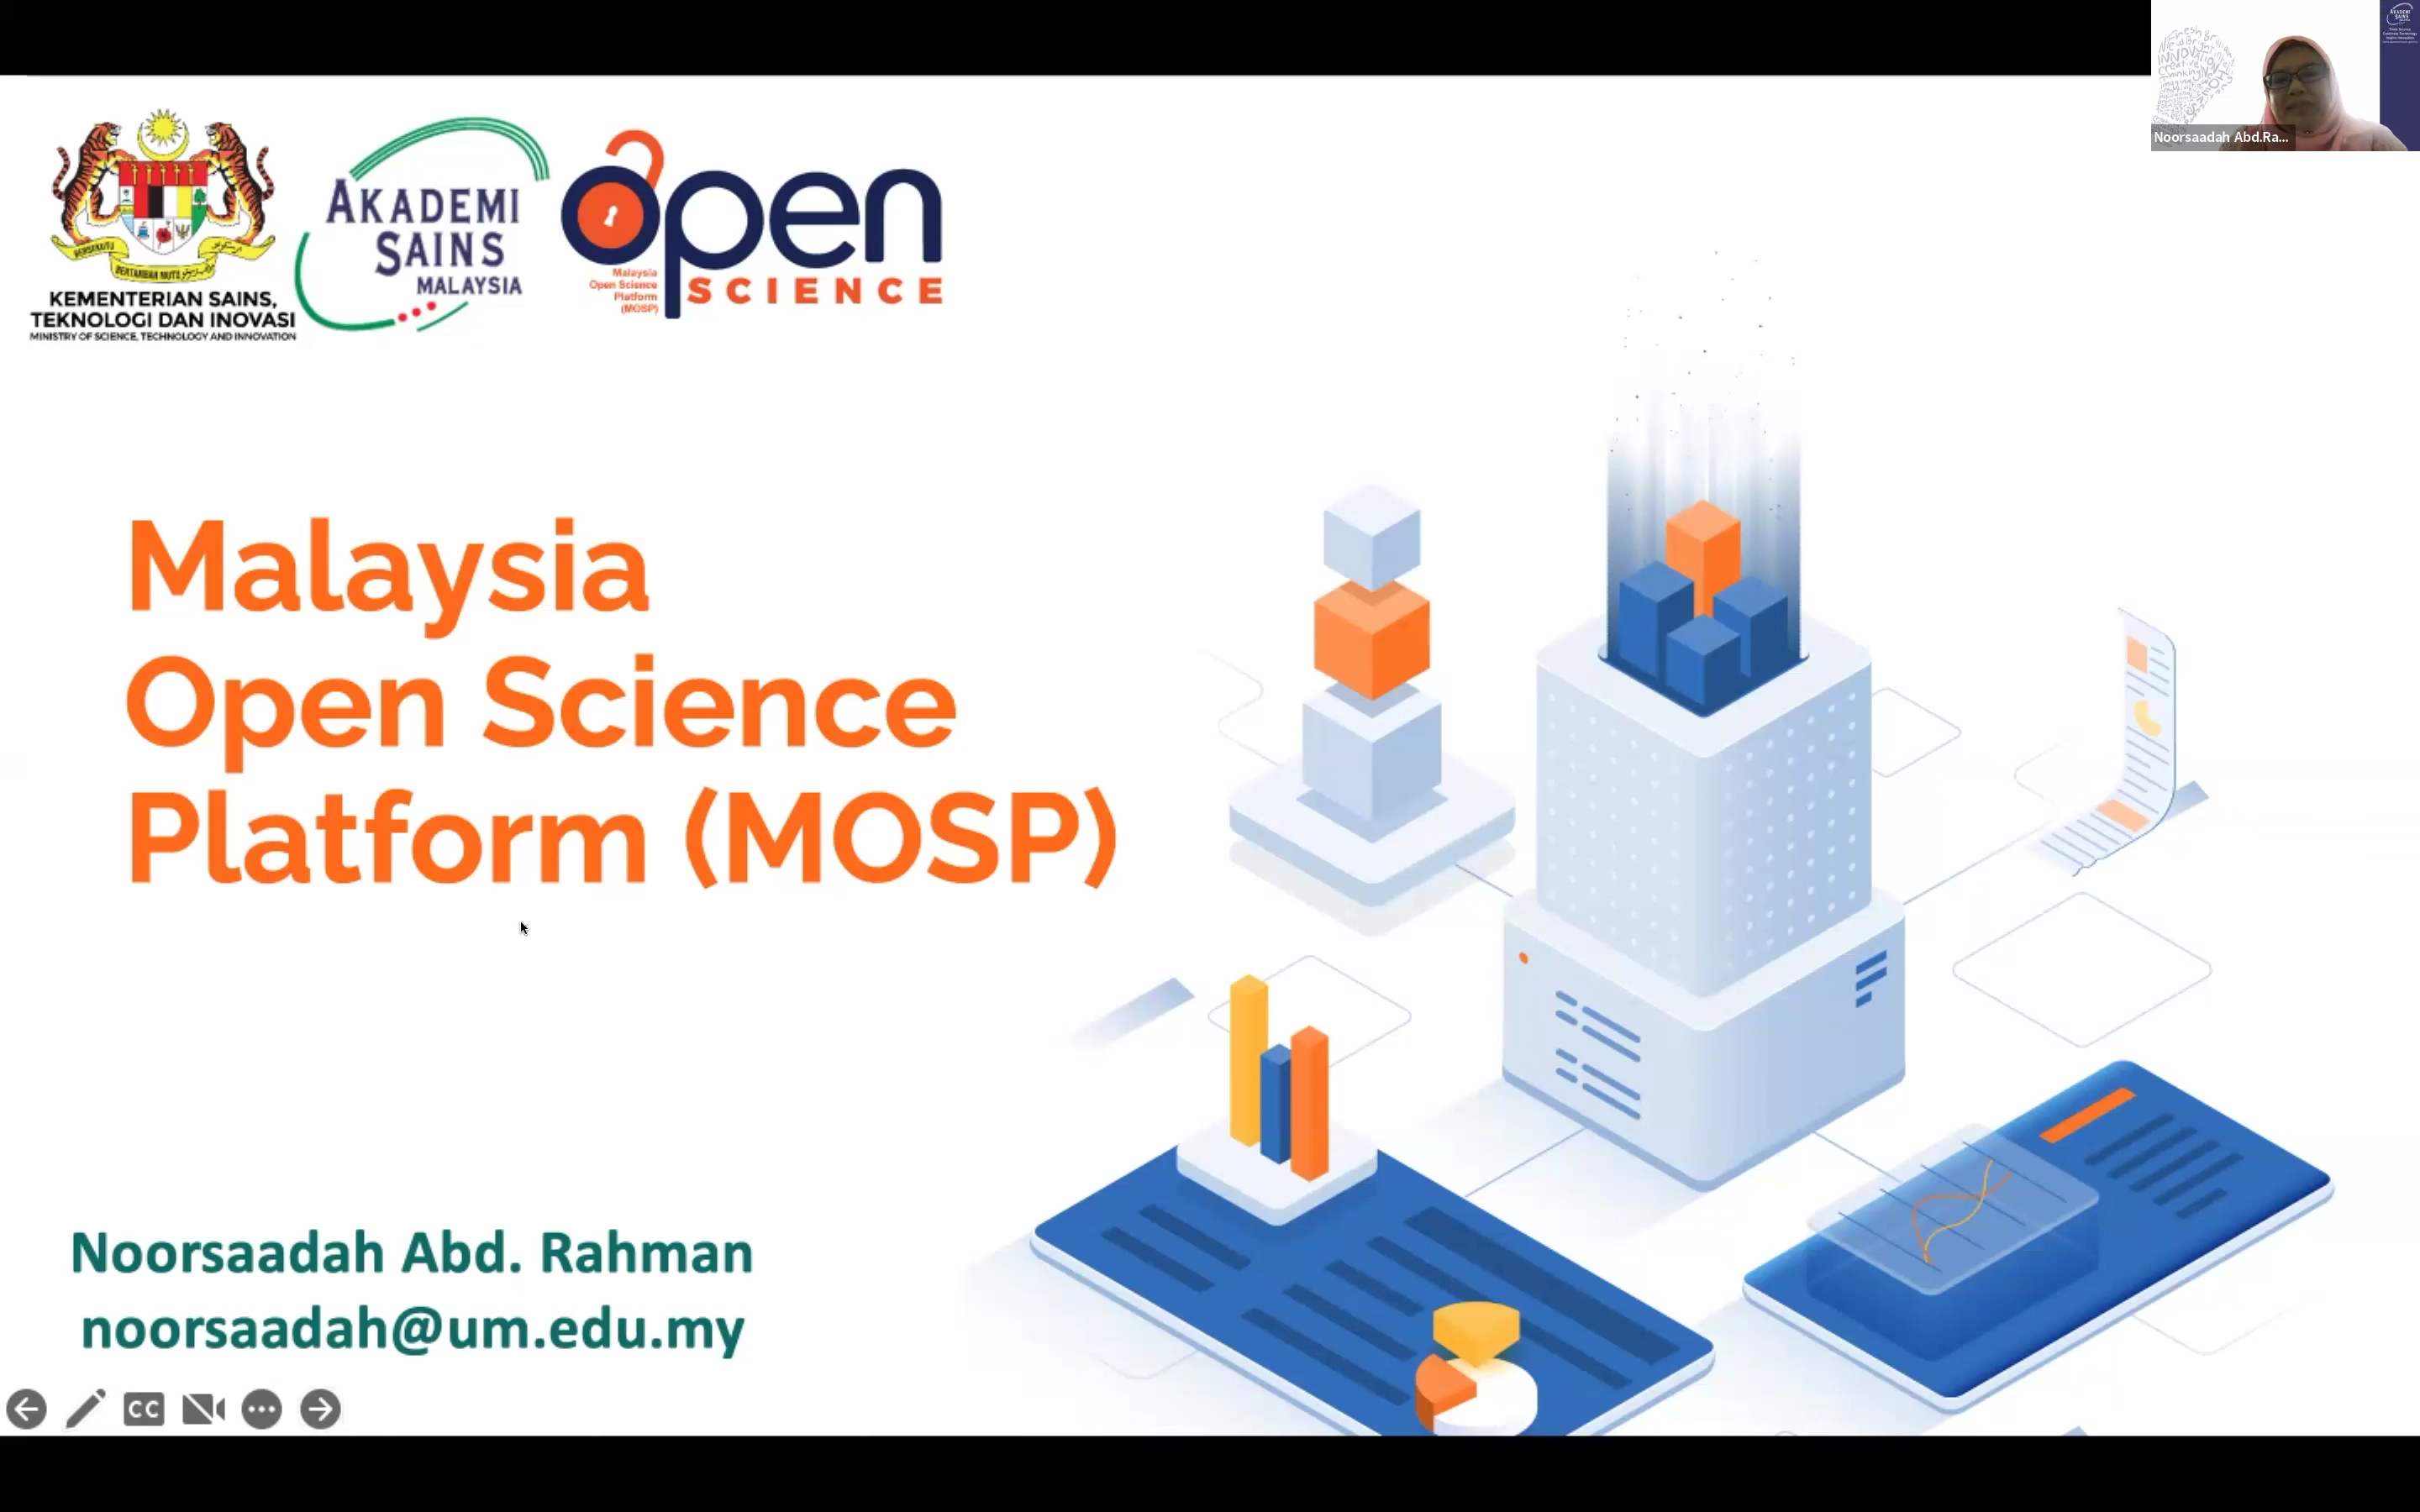 KEMENTERIAN SAINS,
TEKNOLOGI DAN INOVASI
MINISTRY OF SCIENCE, TECHNOLOGY AND INNOVATION
AKADEMI
SAINS
MALAYSIA
Open
SCIENCE
Malaysia
Open Science
Platform
(MOSP)
Noorsaadah Abd.Ra...
Malaysia
Open Science
Platform (MOSP)
Noorsaadah Abd. Rahman
noorsaadah@um.edu.my
CC